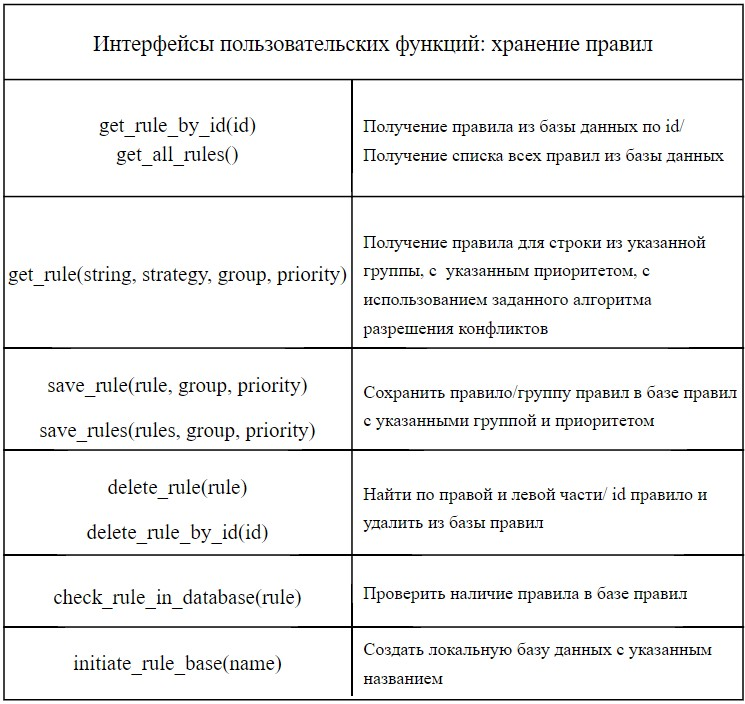 Интерфейсы пользовательских функций: хранение правил
get_rule_by_id(id)
get_all_rules()
Получение правила из базы данных по id/
Получение списка всех правил из базы данных
get_rule(string, strategy, group, priority)
Получение правила для строки из указанной
группы, с указанным приоритетом, с
использованием заданного алгоритма
разрешения конфликтов
save_rule(rule, group, priority)
save_rules(rules, group, priority)
Сохранить правило/группу правил в базе правил
с указанными группой и приоритетом
delete_rule(rule)
delete_rule_by_id(id)
Найти по правой и левой части/ id правило и
удалить из базы правил
check_rule_in_database(rule)
Проверить наличие правила в базе правил
initiate_rule_base(name)
Создать локальную базу данных с указанным
названием